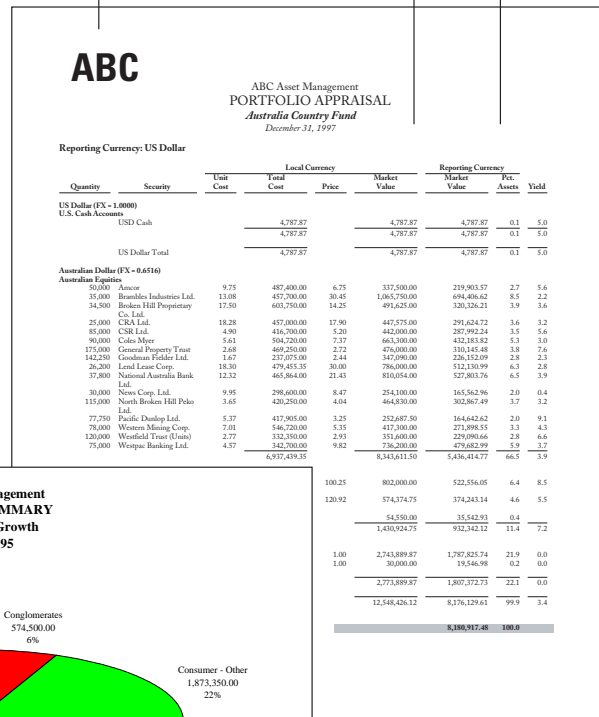 ABC
ABC Asset Management
PORTFOLIO APPRAISAL
Australia Country Fund
December 31, 1997
Reporting Currency: US Dollar
Local Currency Reporting Currency
Unit Total Market Market Pct.
Quantity Security Cost Cost Price Value Value Assets Yield
US Dollar (FX = 1.0000)
U.S. Cash Accounts
USD Cash 4,787.87 4,787.87 4,787.87 0.1 5.0
4,787.87 4,787.87 4,787.87 0.1 5.0
US Dollar Total 4,787.87 4,787.87 4,787.87 0.1 5.0
Australian Dollar (FX = 0.6516)
Australian Equities
50,000 Amcor 9.75 487,400.00 6.75 337,500.00 219,903.57 2.7 5.6
35,000 Brambles Industries Ltd. 13.08 457,700.00 30.45 1,065,750.00 694,406.62 8.5 2.2
34,500 Broken Hill Proprietary 17.50 603,750.00 14.25 491,625.00 320,326.21 3.9 3.6
Co. Ltd.
25,000 CRA Ltd. 18.28 457,000.00 17.90 447,575.00 291,624.72 3.6 3.2
85,000 CSR Ltd. 4.90 416,700.00 5.20 442,000.00 287,992.24 3.5 5.6
90,000 Coles Myer 5.61 504,720.00 7.37 663,300.00 432,183.82 5.3 3.0
175,000 General Property Trust 2.68 469,250.00 2.72 476,000.00 310,145.48 3.8 7.6
142,250 Goodman Fielder Ltd. 1.67 237,075.00 2.44 347,090.00 226,152.09 2.8 2.3
26,200 Lend Lease Corp. 18.30 479,455.35 30.00 786,000.00 512,130.99 6.3 2.8
37,800 National Australia Bank 12.32 465,864.00 21.43 810,054.00 527,803.76 6.5 3.9
Ltd.
30,000 News Corp. Ltd. 9.95 298,600.00 8.47 254,100.00 165,562.96 2.0 0.4
115,000 North Broken Hill Peko 3.65 420,250.00 4.04 464,830.00 302,867.49 3.7 3.2
Ltd.
77,750 Pacific Dunlop Ltd. 5.37 417,905.00 3.25 252,687.50 164,642.62 2.0 9.1
78,000 Western Mining Corp. 7.01 546,720.00 5.35 417,300.00 271,898.55 3.3 4.3
120,000 Westfield Trust (Units) 2.77 332,350.00 2.93 351,600.00 229,090.66 2.8 6.6
75,000 Westpac Banking Ltd. 4.57 342,700.00 9.82 736,200.00 479,682.99 5.9 3.7
6,937,439.35 8,343,611.50 5,436,414.77 66.5 3.9
100.25 802,000.00 522,556.05 6.4 8.5
120.92 574,374.75 374,243.14 4.6 5.5
54,550.00 35,542.93 0.4
1,430,924.75 932,342.12 11.4 7.2
1.00 2,743,889.87 1,787,825.74 21.9 0.0
1.00 30,000.00 19,546.98 0.2 0.0
2,773,889.87 1,807,372.73 22.1 0.0
12,548,426.12 8,176,129.61 99.9 3.4
8,180,917.48 100.0
agement
MMARY
Growth
95
Conglomerates
574,500.00
6%
Consumer - Other
1,873,350.00
22%